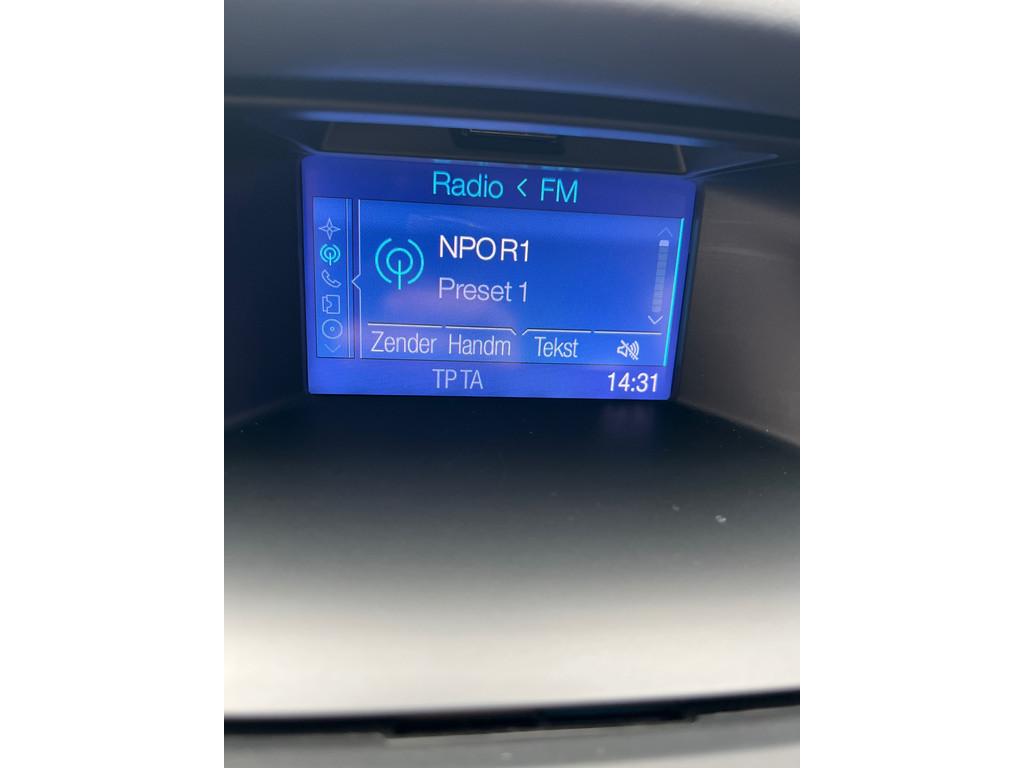 Radio < FM
NPO R1
Preset 1
Zender Handm Tekst
TP TA 14:31